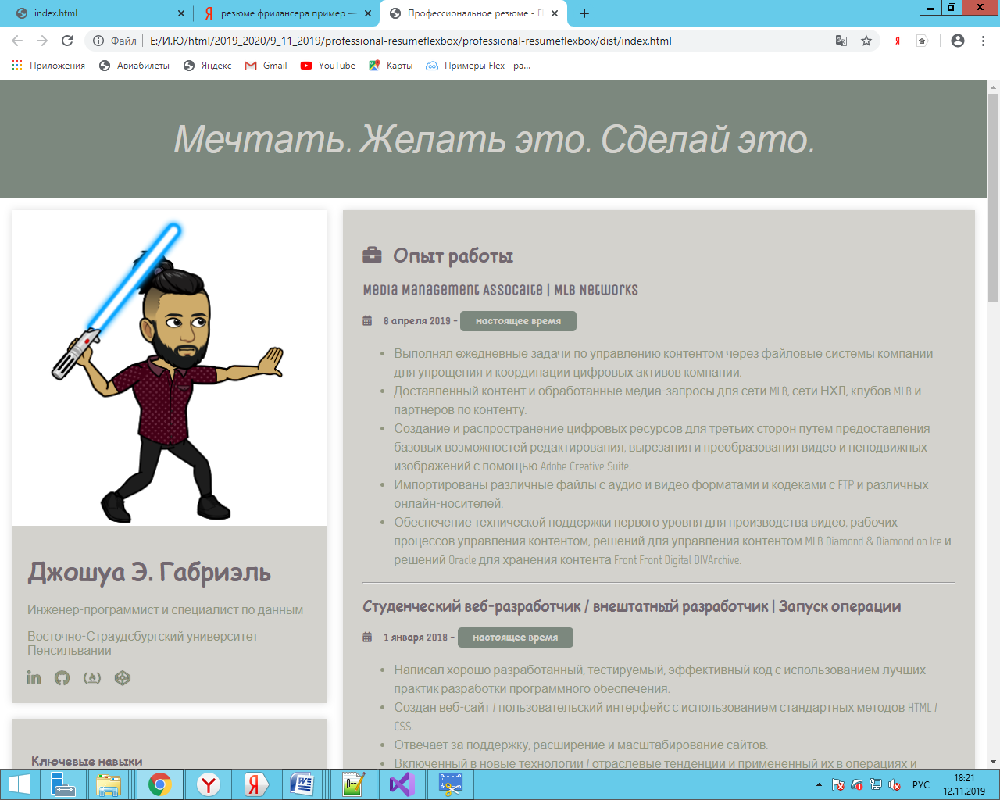 index.html
резюме фрилансера пример —
Профессиональное резюме - Fl
Файл
E:/И.Ю/html/2019_2020/9_11_2019/professional-resumeflexbox/professional-resumeflexbox/dist/index.html
Приложения
Авиабилеты
Яндекс
Gmail
YouTube
Карты
Примеры Flex - ра...
Мечтать. Желать это. Сделай это.
Джошуа Э. Габриэль
Инженер-программист и специалист по данным
Восточно-Страудсбургский университет
Пенсильвании
Ключевые навыки
Опыт работы
Media Management Assocaite | MLB Networks
8 апреля 2019 - настоящее время
Выполнял ежедневные задачи по управлению контентом через файловые системы компании
для упрощения и координации цифровых активов компании.
Доставленный контент и обработанные медиа-запросы для сети MLB, сети НХЛ, клубов MLB и
партнеров по контенту.
Создание и распространение цифровых ресурсов для третьих сторон путем предоставления
базовых возможностей редактирования, вырезания и преобразования видео и неподвижных
изображений с помощью Adobe Creative Suite.
Импортированы различные файлы с аудио и видео форматами и кодеками с FTP и различных
онлайн-носителей.
Обеспечение технической поддержки первого уровня для производства видео, рабочих
процессов управления контентом, решений для управления контентом MLB Diamond & Diamond on Ice и
решений Oracle для хранения контента Front Front Digital DIVArchive.
Студенческий веб-разработчик / внештатный разработчик | Запуск операции
1 января 2018 - настоящее время
Написал хорошо разработанный, тестируемый, эффективный код с использованием лучших
практик разработки программного обеспечения.
Создан веб-сайт / пользовательский интерфейс с использованием стандартных методов HTML /
CSS.
Отвечает за поддержку, расширение и масштабирование сайтов.
Включенный в новые технологии / отраслевые тенденции и примененный их в операциях и
РУС
18:21
12.11.2019